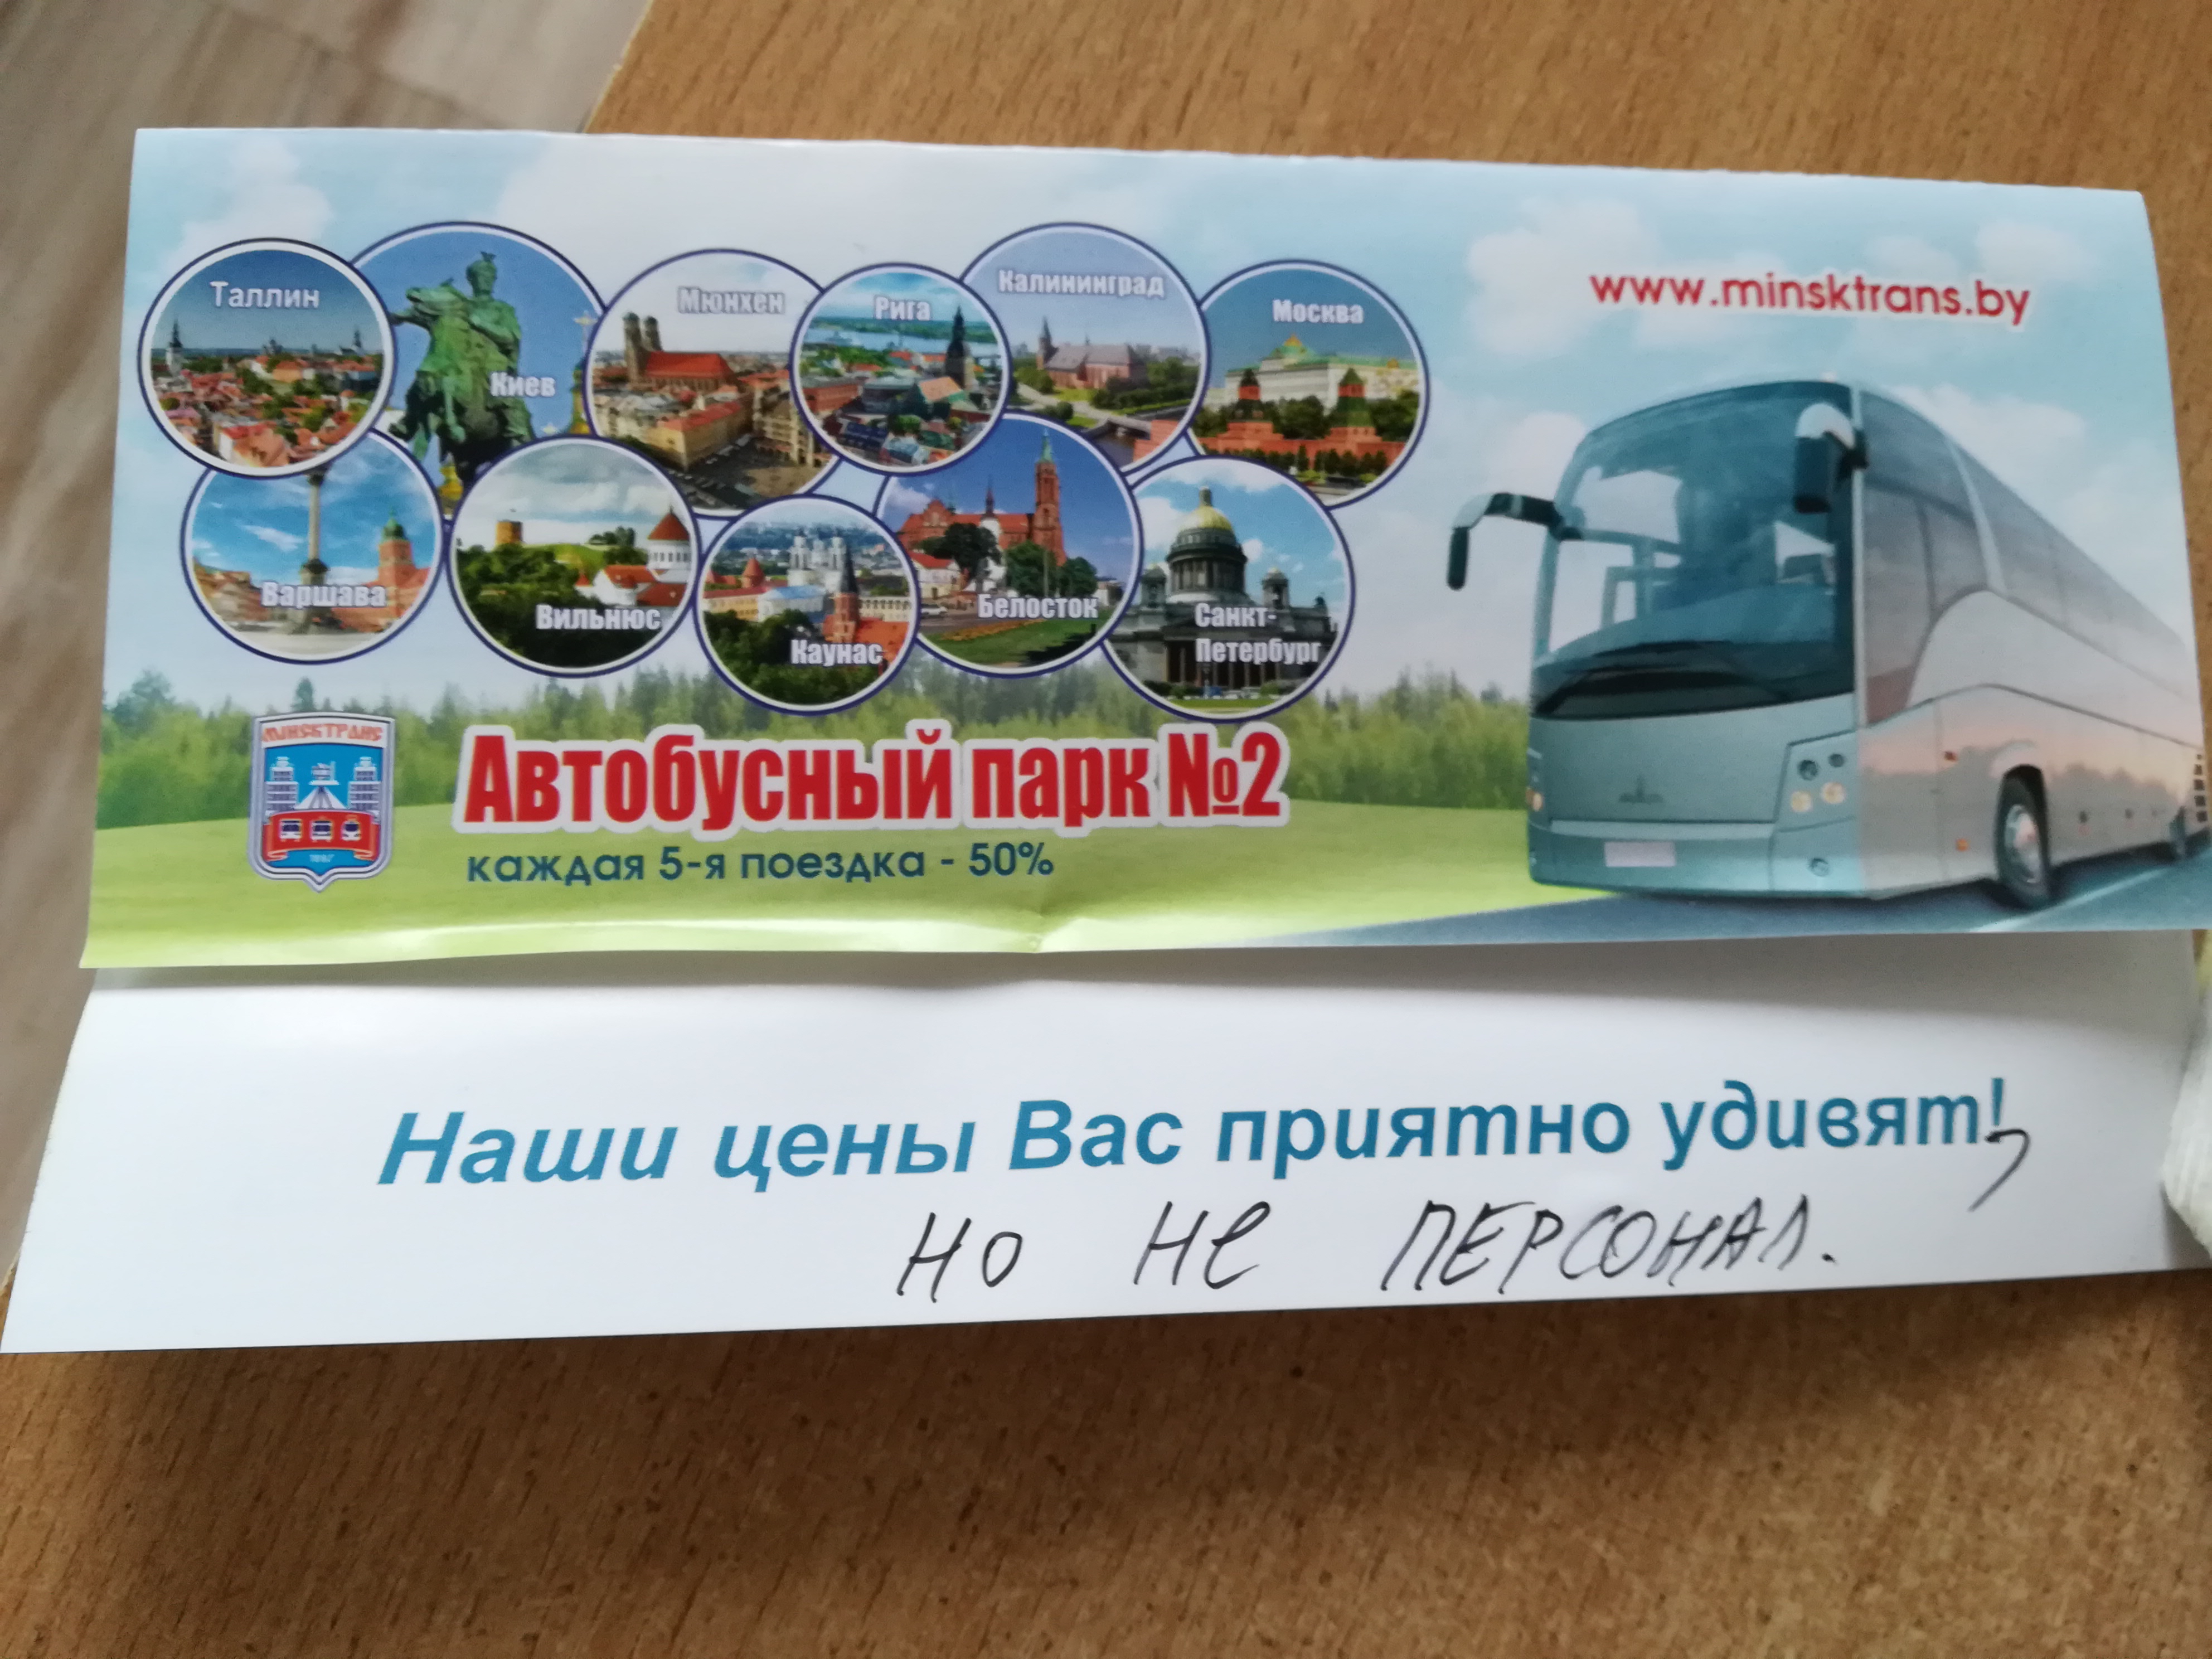 Таллин
Киев
Мюнхен
Рига
Калининград
Москва
www.minsktrans.by
Варшава
Вильнюс
Каунас
Белосток
Санкт-
Петербург
МІНСКТРАНС
Автобусный парк №2
каждая 5-я поездка - 50%
Наши цены Вас приятно удивят!,
но не ПЕРСОНАЛ.